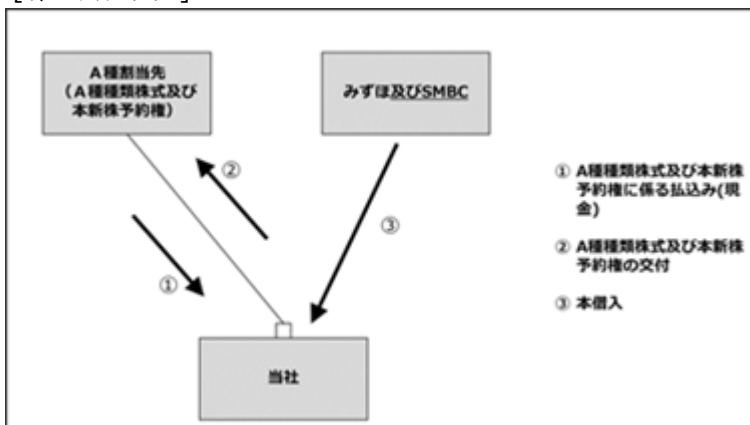 A種割当先
（A種種類株式及び
本新株予約権）
みずほ及びSMBC
②
③
①
当社
① A種種類株式及び本新株
予約権に係る払込み(現
金)
② A種種類株式及び本新株
予約権の交付
③ 本借入